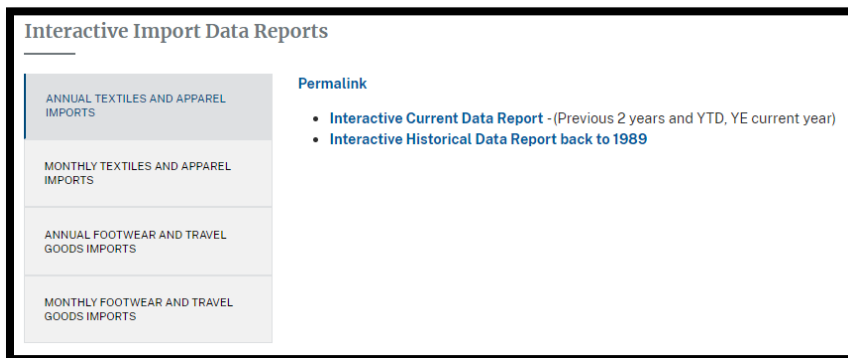 Interactive Import Data Reports
ANNUAL TEXTILES AND APPAREL
IMPORTS
MONTHLY TEXTILES AND APPAREL
IMPORTS
ANNUAL FOOTWEAR AND TRAVEL
GOODS IMPORTS
MONTHLY FOOTWEAR AND TRAVEL
GOODS IMPORTS
Permalink
• Interactive Current Data Report - (Previous 2 years and YTD, YE current year)
• Interactive Historical Data Report back to 1989